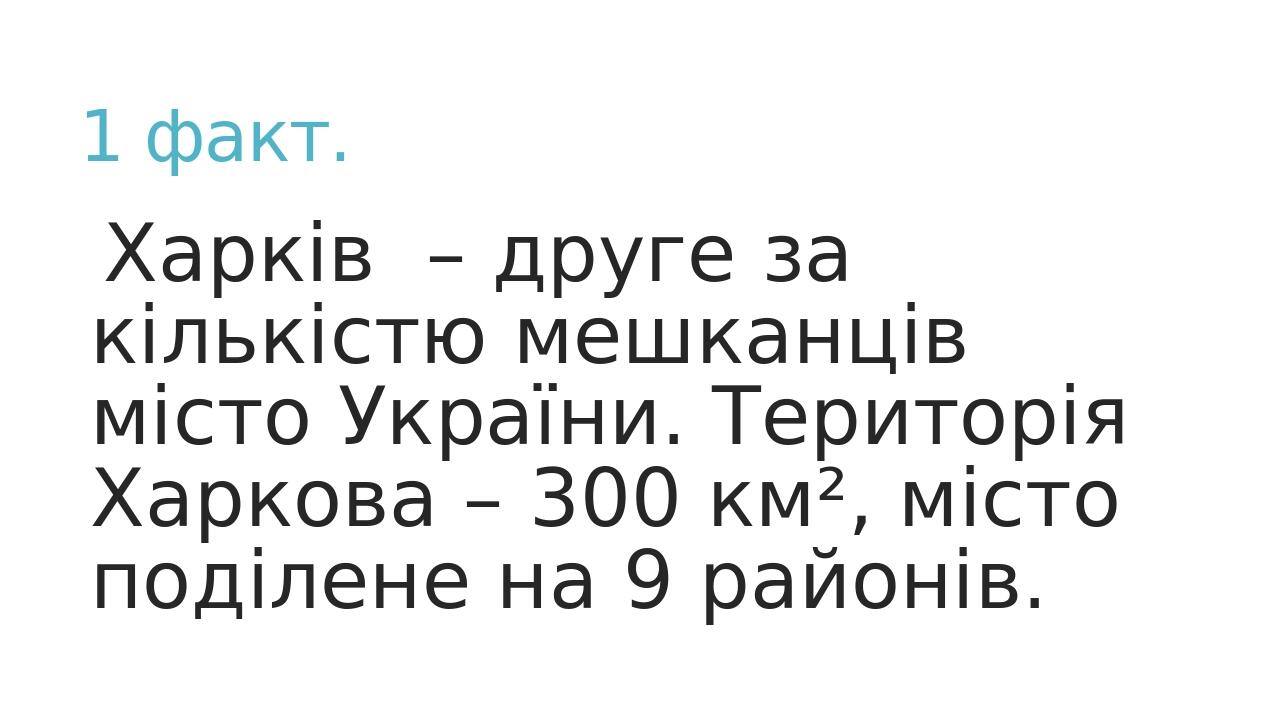 1 факт.
Харків – друге за
кількістю мешканців
місто України. Територія
Харкова – 300 км², місто
поділене на 9 районів.